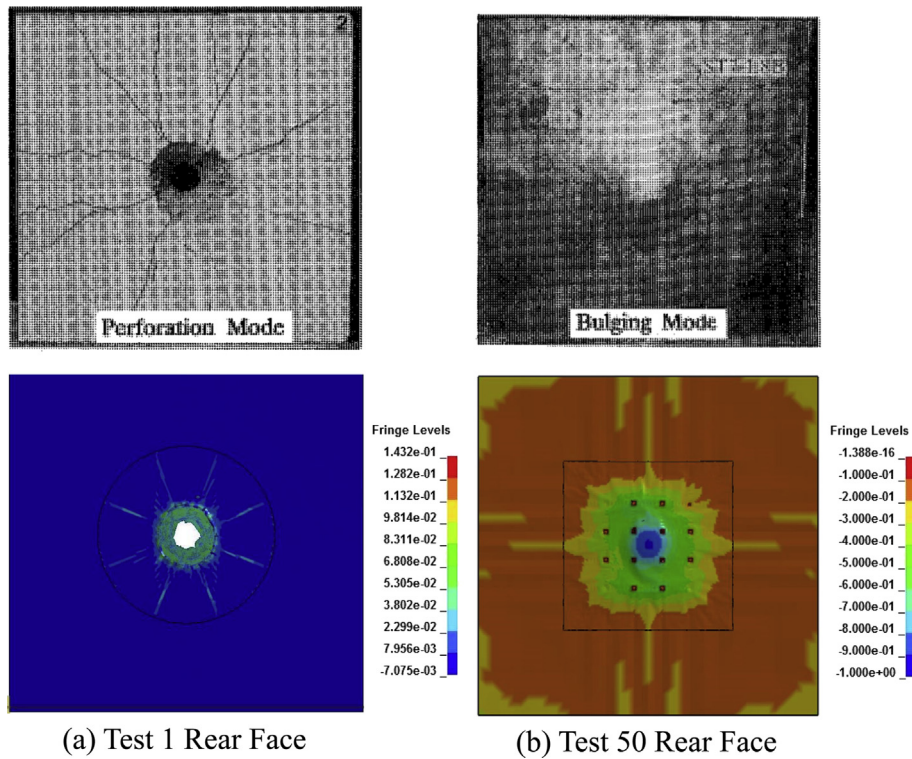 2
Perforation Mode
STI-18B
Bulging Mode
Fringe Levels
1.432e-01
1.282e-01
1.132e-01
9.814e-02
8.311e-02
6.808e-02
5.305e-02
3.802e-02
2.299e-02
7.956e-03
-7.075e-03
Fringe Levels
-1.388e-16
-1.000e-01
-2.000e-01
-3.000e-01
-4.000e-01
-5.000e-01
-6.000e-01
-7.000e-01
-8.000e-01
-9.000e-01
-1.000e+00
(a) Test 1 Rear Face
(b) Test 50 Rear Face